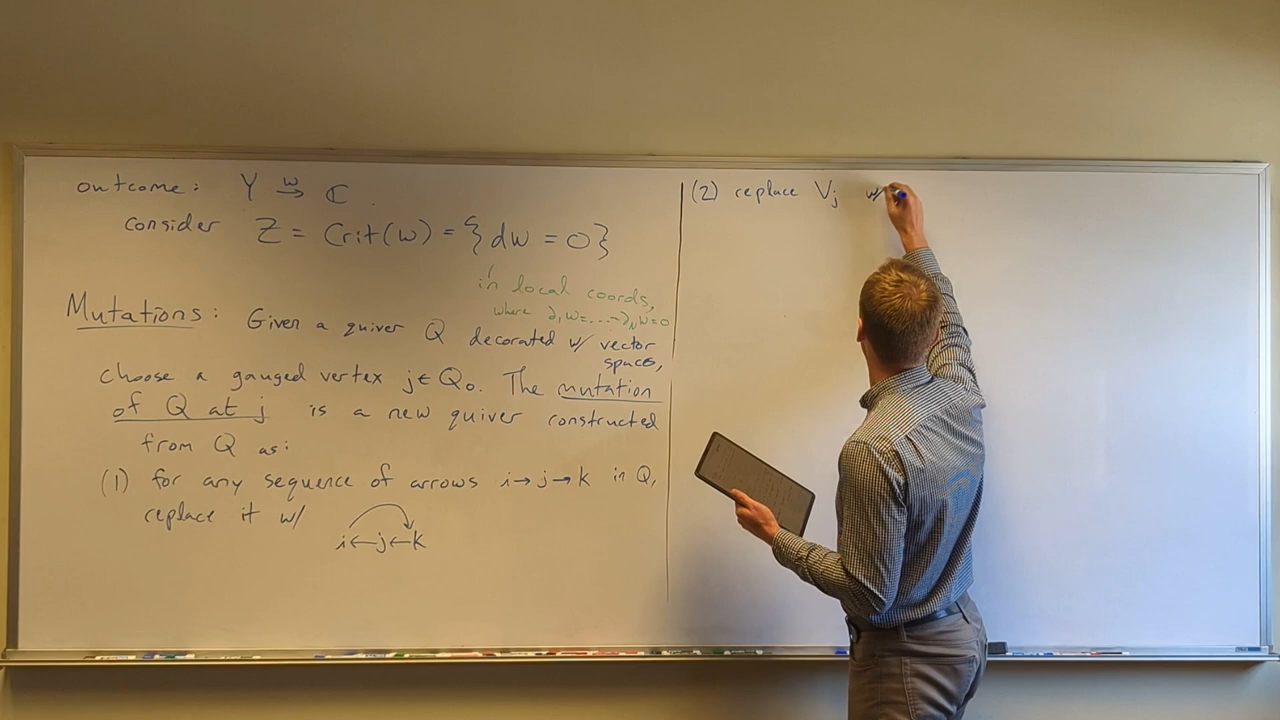 outcome: Y →^w ℂ.
consider Z = Crit(w) = {dw = 0}
in local coords,
where ∂₁w=....=∂_N w=0
Mutations: Given a quiver Q decorated w/ vector
spaces,
choose a gauged vertex j∈Q₀. The mutation
of Q at j is a new quiver constructed
from Q as:
(1) for any sequence of arrows i→j→k in Q,
replace it w/
i←j←k
(2) replace Vj w/